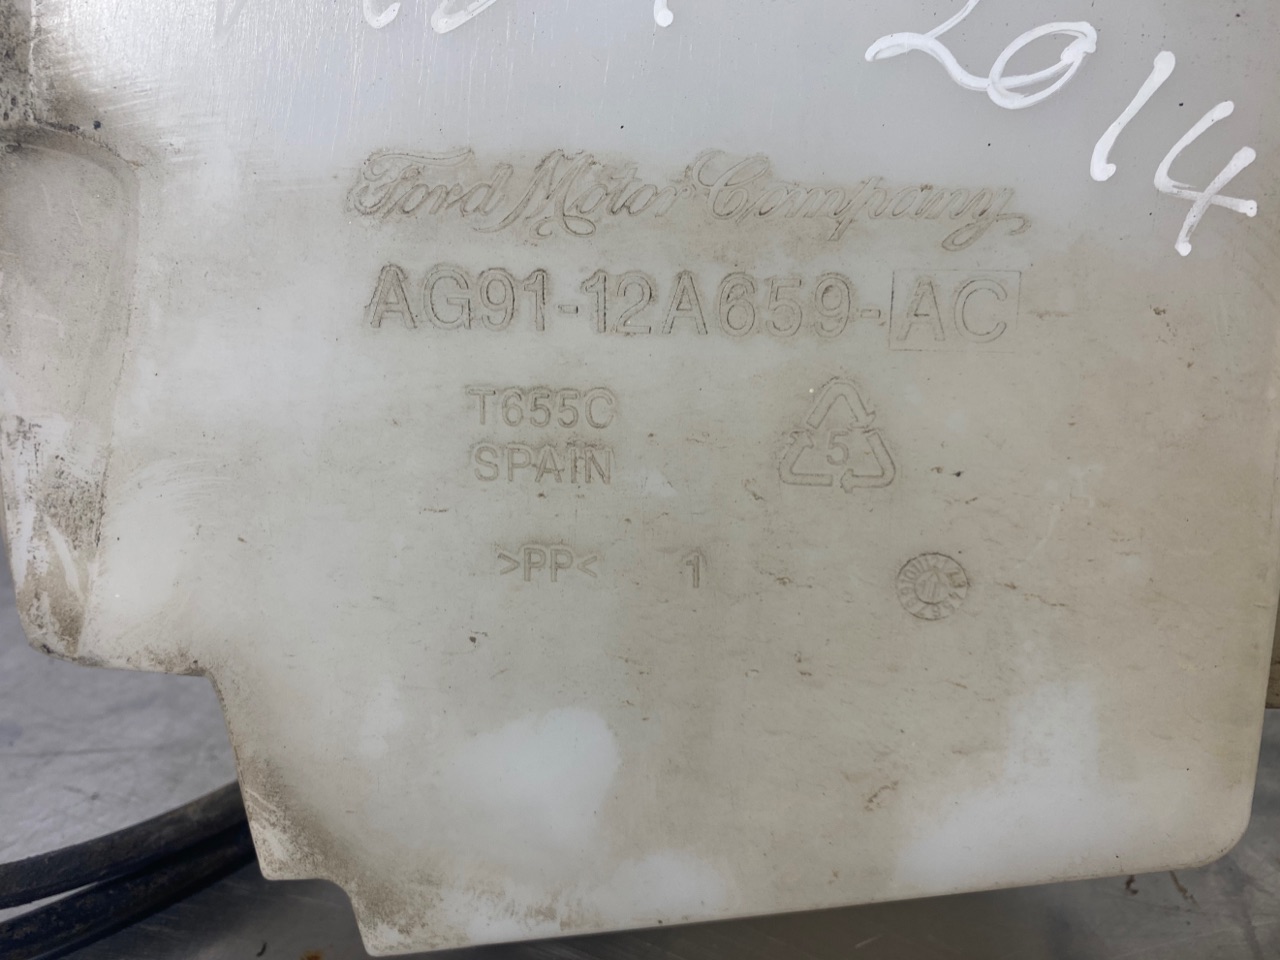 2014
Ford Motor Company
AG91-12A659-AC
T655C
SPAIN
5
>PP< 1